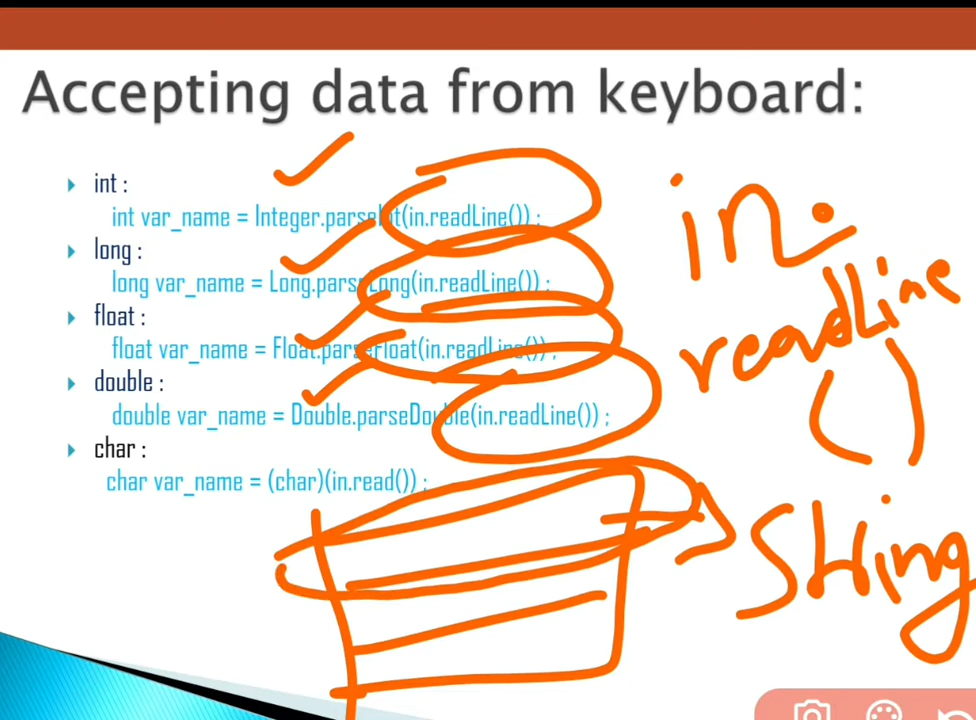 Accepting data from keyboard:
int :
int var_name = Integer.parseInt(in.readLine()) ;
long :
long var_name = Long.parseLong(in.readLine()) ;
float :
float var_name = Float.parseFloat(in.readLine()) ;
double :
double var_name = Double.parseDouble(in.readLine()) ;
char :
char var_name = (char)(in.read()) ;
in.
readLine
()
String